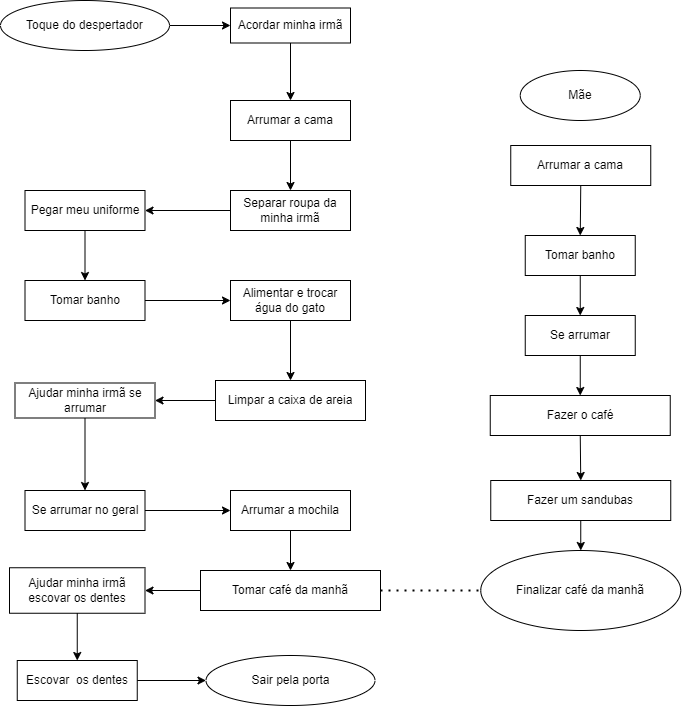 Toque do despertador
Acordar minha irmã
Arrumar a cama
Separar roupa da
minha irmã
Pegar meu uniforme
Tomar banho
Alimentar e trocar
água do gato
Limpar a caixa de areia
Ajudar minha irmã se
arrumar
Se arrumar no geral
Arrumar a mochila
Tomar café da manhã
Ajudar minha irmã
escovar os dentes
Escovar os dentes
Sair pela porta
Mãe
Arrumar a cama
Tomar banho
Se arrumar
Fazer o café
Fazer um sandubas
Finalizar café da manhã